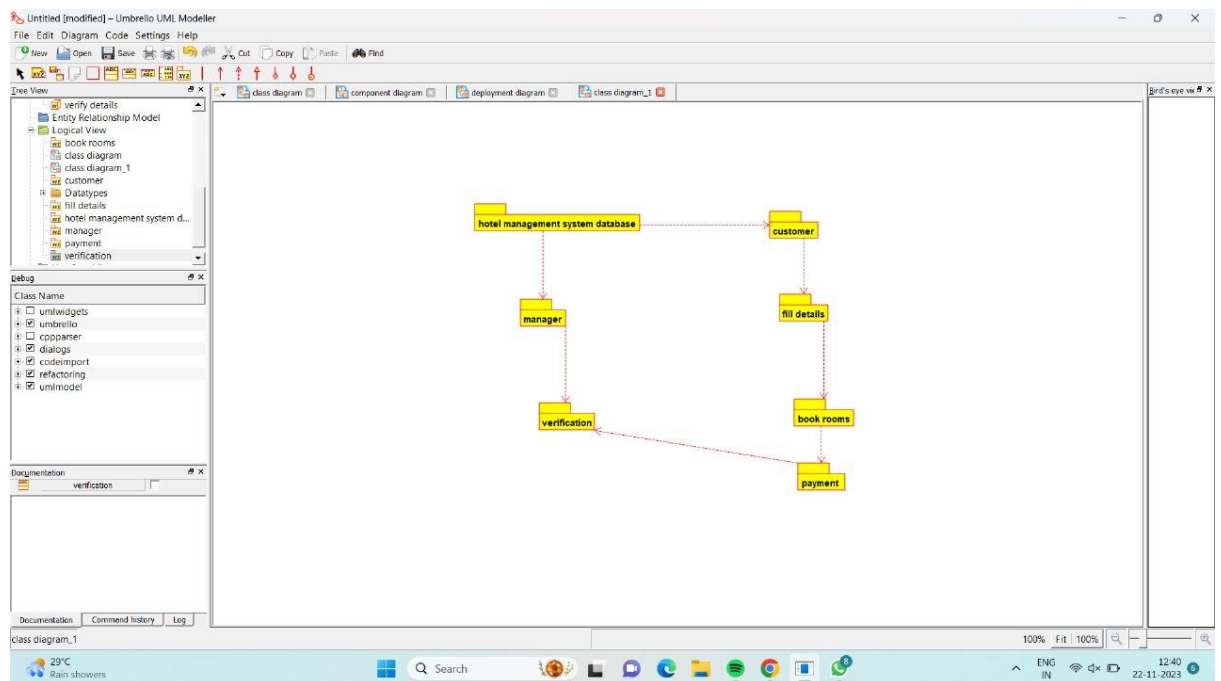 Untitled [modified] – Umbrello UML Modeller
File Edit Diagram Code Settings Help
New Open Save Cut Copy Paste Find
Tree View
class diagram component diagram deployment diagram class diagram_1
verify details
Entity Relationship Model
Logical View
book rooms
class diagram
class diagram_1
customer
Datatypes
fill details
hotel management system d...
manager
payment
verification
Debug
Class Name
umlwidgets
umbrello
cppparser
dialogs
codeimport
refactoring
umlmodel
Documentation
verification
Documentation Command history Log
hotel management system database
customer
manager
fill details
verification
book rooms
payment
class diagram_1
100% Fit 100%
29°C
Rain showers
Search
9
ENG
IN
12:40
22-11-2023
6